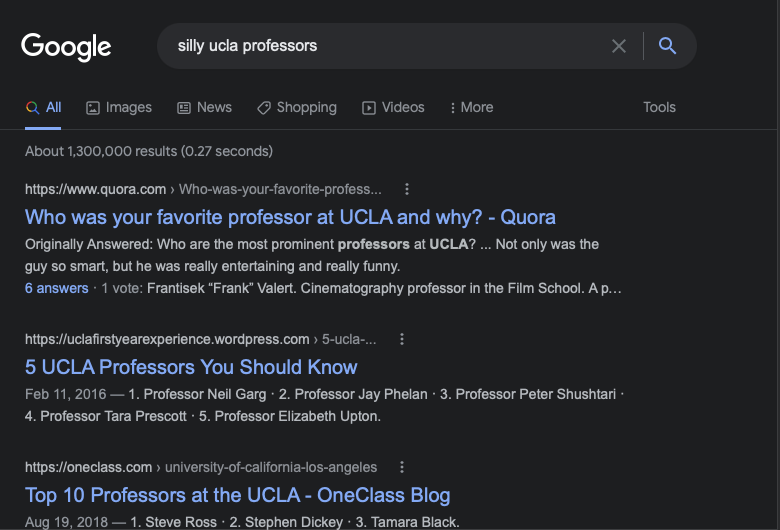 Google
silly ucla professors
All Images News Shopping Videos More Tools
About 1,300,000 results (0.27 seconds)
https://www.quora.com › Who-was-your-favorite-profess...
Who was your favorite professor at UCLA and why? - Quora
Originally Answered: Who are the most prominent professors at UCLA? ... Not only was the
guy so smart, but he was really entertaining and really funny.
6 answers · 1 vote: Frantisek “Frank” Valert. Cinematography professor in the Film School. A p...
https://uclafirstyearexperience.wordpress.com › 5-ucla-...
5 UCLA Professors You Should Know
Feb 11, 2016 — 1. Professor Neil Garg · 2. Professor Jay Phelan · 3. Professor Peter Shushtari ·
4. Professor Tara Prescott · 5. Professor Elizabeth Upton.
https://oneclass.com › university-of-california-los-angeles
Top 10 Professors at the UCLA - OneClass Blog
Aug 19, 2018 — 1. Steve Ross · 2. Stephen Dickey · 3. Tamara Black.